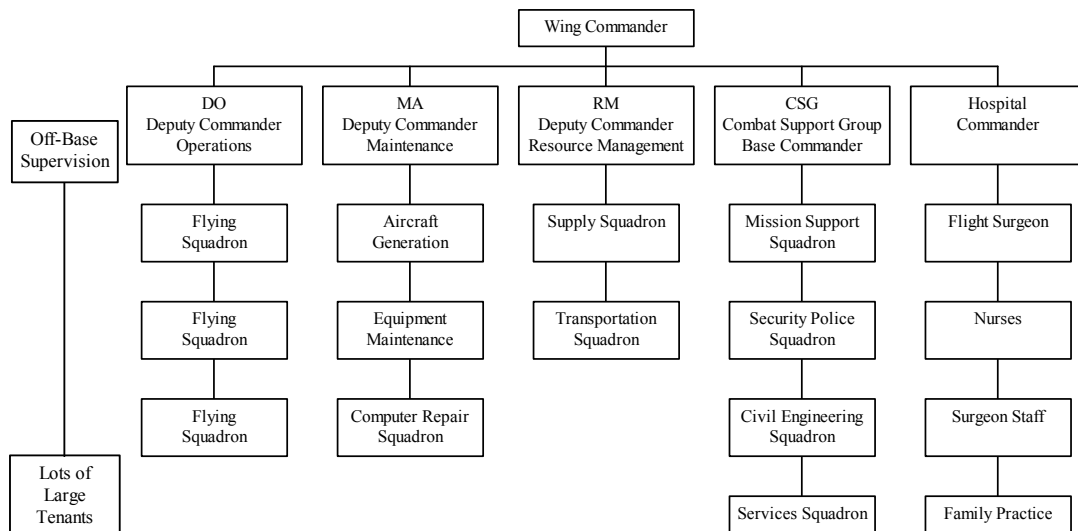 Wing Commander
DO
Deputy Commander
Operations
MA
Deputy Commander
Maintenance
RM
Deputy Commander
Resource Management
CSG
Combat Support Group
Base Commander
Hospital
Commander
Off-Base
Supervision
Flying
Squadron
Aircraft
Generation
Supply Squadron
Mission Support
Squadron
Flight Surgeon
Flying
Squadron
Equipment
Maintenance
Transportation
Squadron
Security Police
Squadron
Nurses
Flying
Squadron
Computer Repair
Squadron
Civil Engineering
Squadron
Surgeon Staff
Lots of
Large
Tenants
Services Squadron
Family Practice